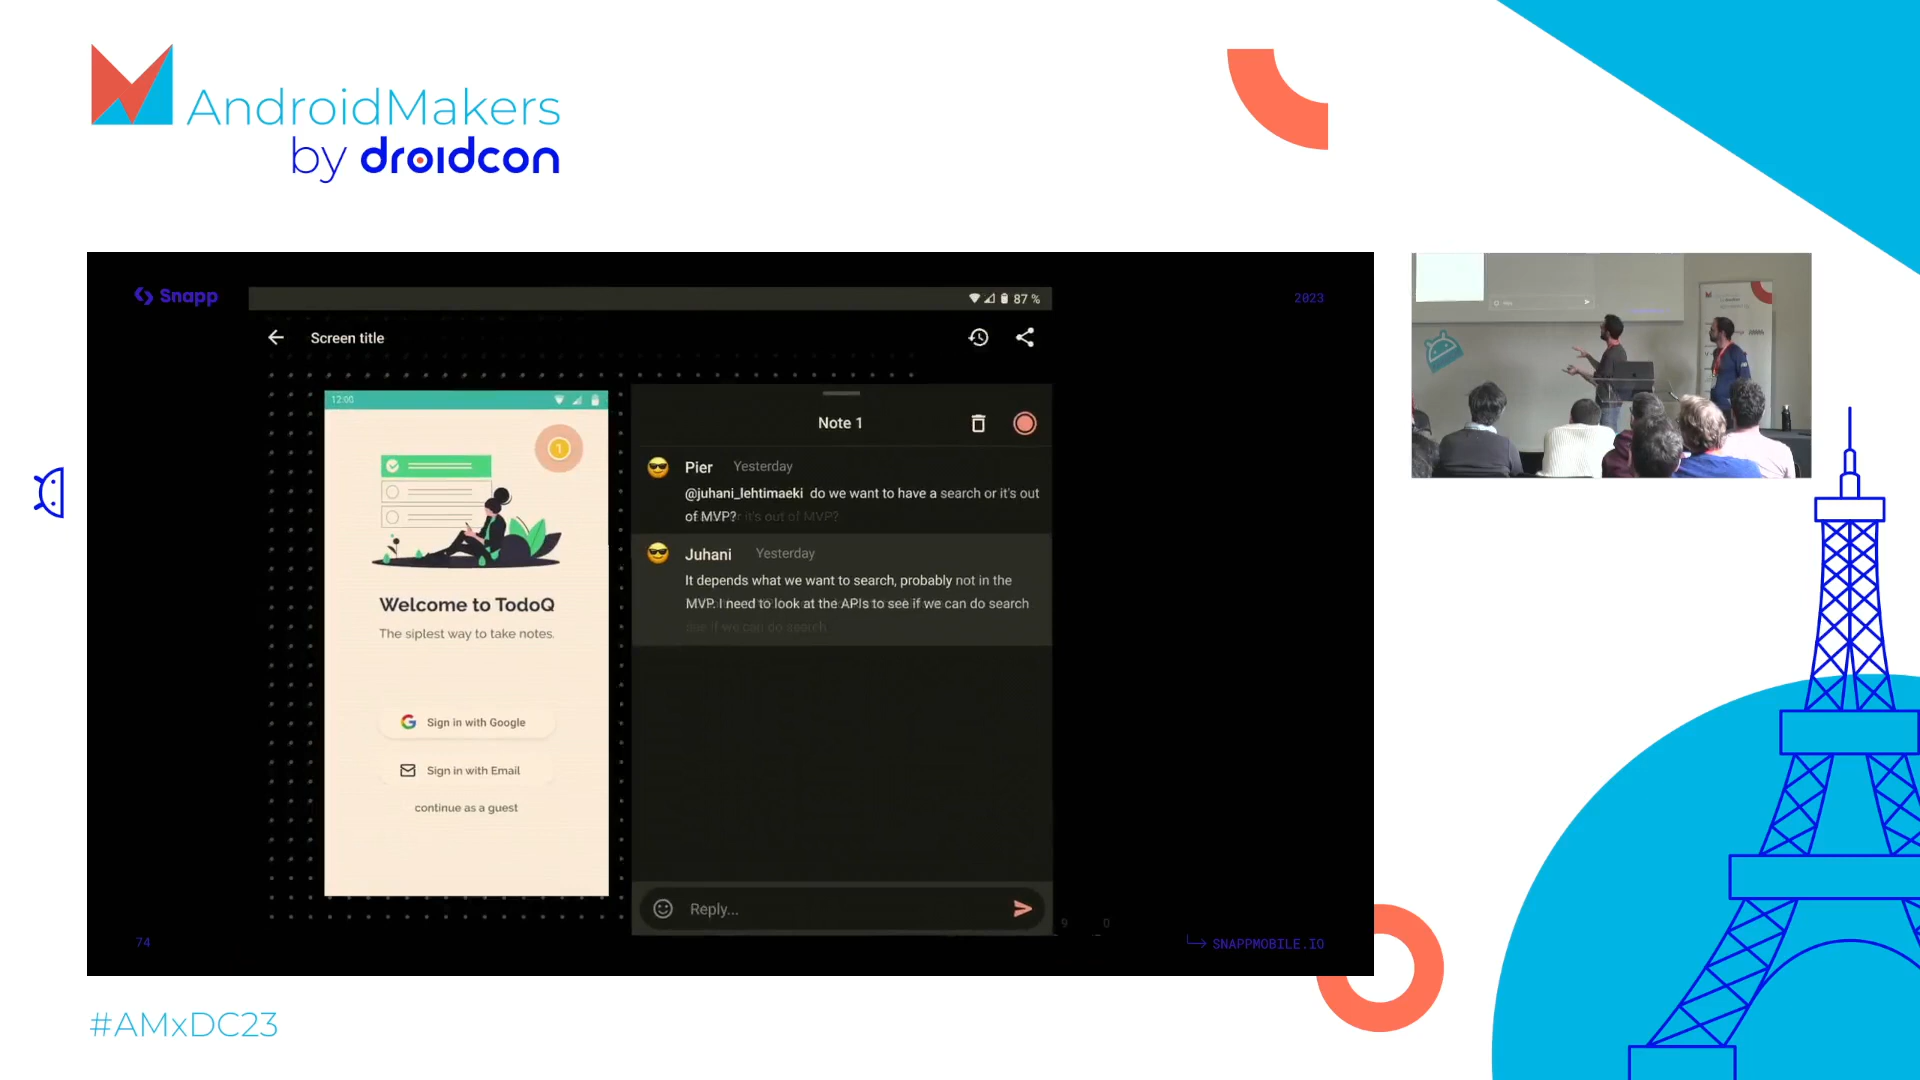 AndroidMakers
by droidcon
Snapp
87 %
2023
Screen title
12:00
1
Welcome to TodoQ
The siplest way to take notes.
Sign in with Google
Sign in with Email
continue as a guest
Note 1
Pier Yesterday
@juhani_lehtimaeki do we want to have a search or it's out
of MVP?
Juhani Yesterday
It depends what we want to search, probably not in the
MVP. I need to look at the APIs to see if we can do search
Reply...
9 0
74
SNAPPMOBILE.IO
#AMxDC23